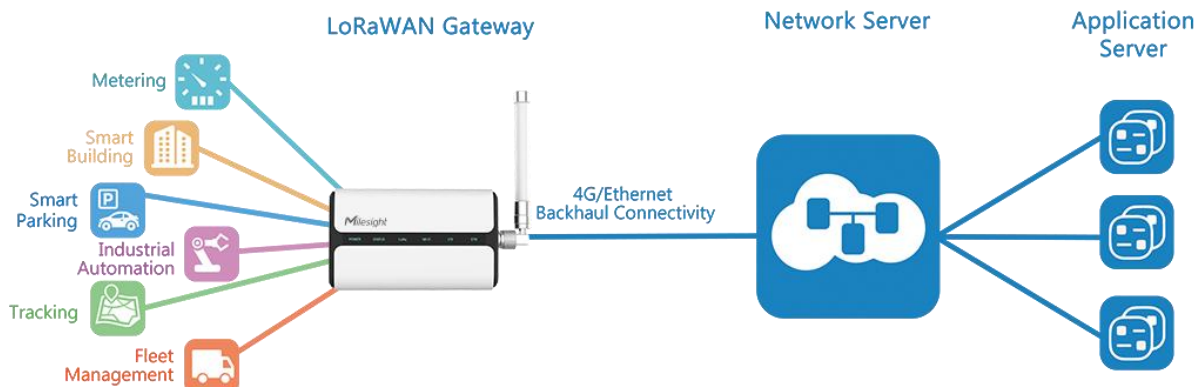 LoRaWAN Gateway
Network Server
Application
Server
Metering
Smart
Building
Smart
Parking
P
Industrial
Automation
Tracking
Fleet
Management
Milesight
4G/Ethernet
Backhaul Connectivity